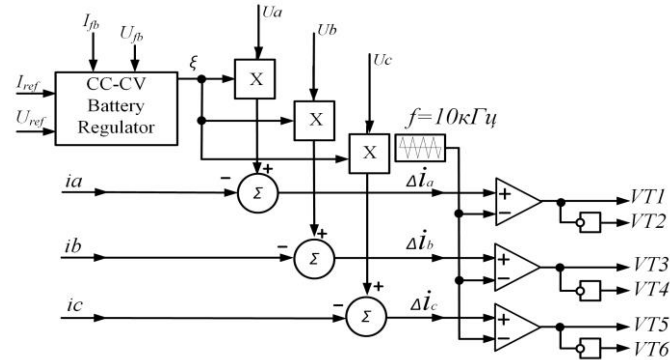 I_fb
U_fb
I_ref
U_ref
CC-CV
Battery
Regulator
ξ
Ua
Ub
Uc
X
X
X
f=10кГц
ia
−
+
Σ
Δi_a
+
−
VT1
VT2
ib
−
+
Σ
Δi_b
+
−
VT3
VT4
ic
−
+
Σ
Δi_c
+
−
VT5
VT6